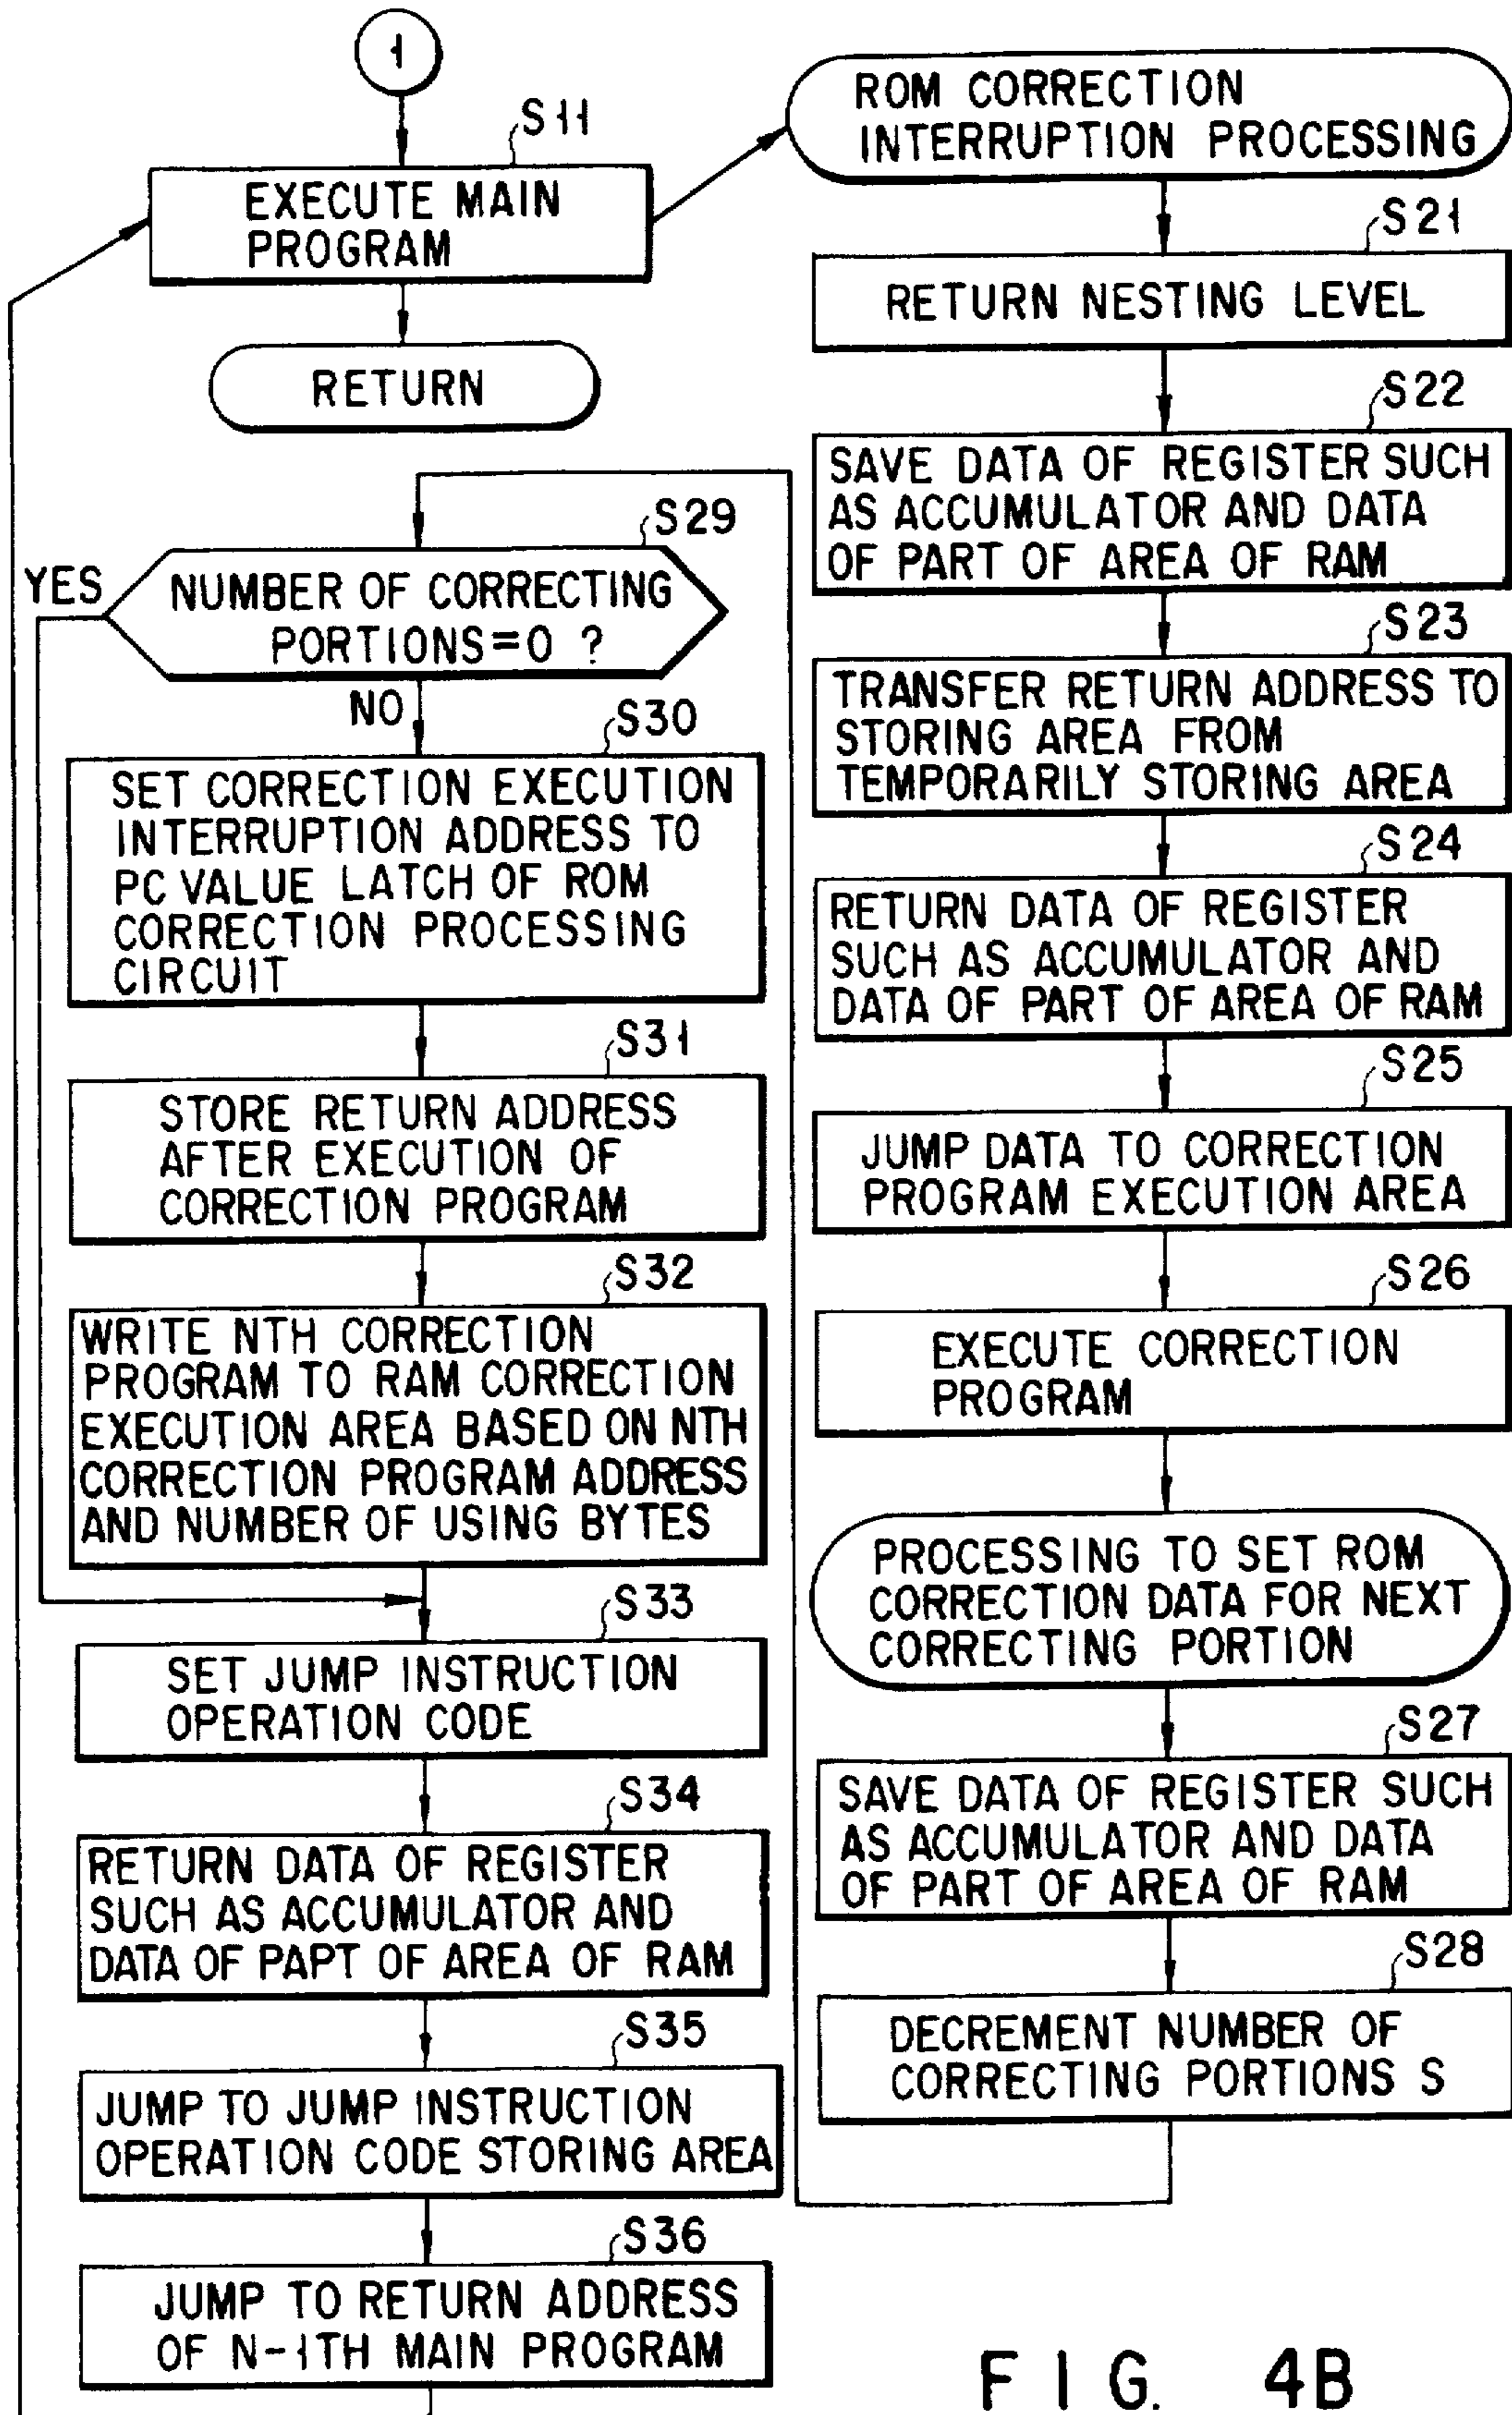 1
S11
EXECUTE MAIN
PROGRAM
RETURN
ROM CORRECTION
INTERRUPTION PROCESSING
S21
RETURN NESTING LEVEL
S22
SAVE DATA OF REGISTER SUCH
AS ACCUMULATOR AND DATA
OF PART OF AREA OF RAM
S23
TRANSFER RETURN ADDRESS TO
STORING AREA FROM
TEMPORARILY STORING AREA
S24
RETURN DATA OF REGISTER
SUCH AS ACCUMULATOR AND
DATA OF PART OF AREA OF RAM
S25
JUMP DATA TO CORRECTION
PROGRAM EXECUTION AREA
S26
EXECUTE CORRECTION
PROGRAM
PROCESSING TO SET ROM
CORRECTION DATA FOR NEXT
CORRECTING PORTION
S27
SAVE DATA OF REGISTER SUCH
AS ACCUMULATOR AND DATA
OF PART OF AREA OF RAM
S28
DECREMENT NUMBER OF
CORRECTING PORTIONS S
S29
YES
NUMBER OF CORRECTING
PORTIONS=0 ?
NO
S30
SET CORRECTION EXECUTION
INTERRUPTION ADDRESS TO
PC VALUE LATCH OF ROM
CORRECTION PROCESSING
CIRCUIT
S31
STORE RETURN ADDRESS
AFTER EXECUTION OF
CORRECTION PROGRAM
S32
WRITE NTH CORRECTION
PROGRAM TO RAM CORRECTION
EXECUTION AREA BASED ON NTH
CORRECTION PROGRAM ADDRESS
AND NUMBER OF USING BYTES
S33
SET JUMP INSTRUCTION
OPERATION CODE
S34
RETURN DATA OF REGISTER
SUCH AS ACCUMULATOR AND
DATA OF PAPT OF AREA OF RAM
S35
JUMP TO JUMP INSTRUCTION
OPERATION CODE STORING AREA
S36
JUMP TO RETURN ADDRESS
OF N-1TH MAIN PROGRAM
FIG. 4B